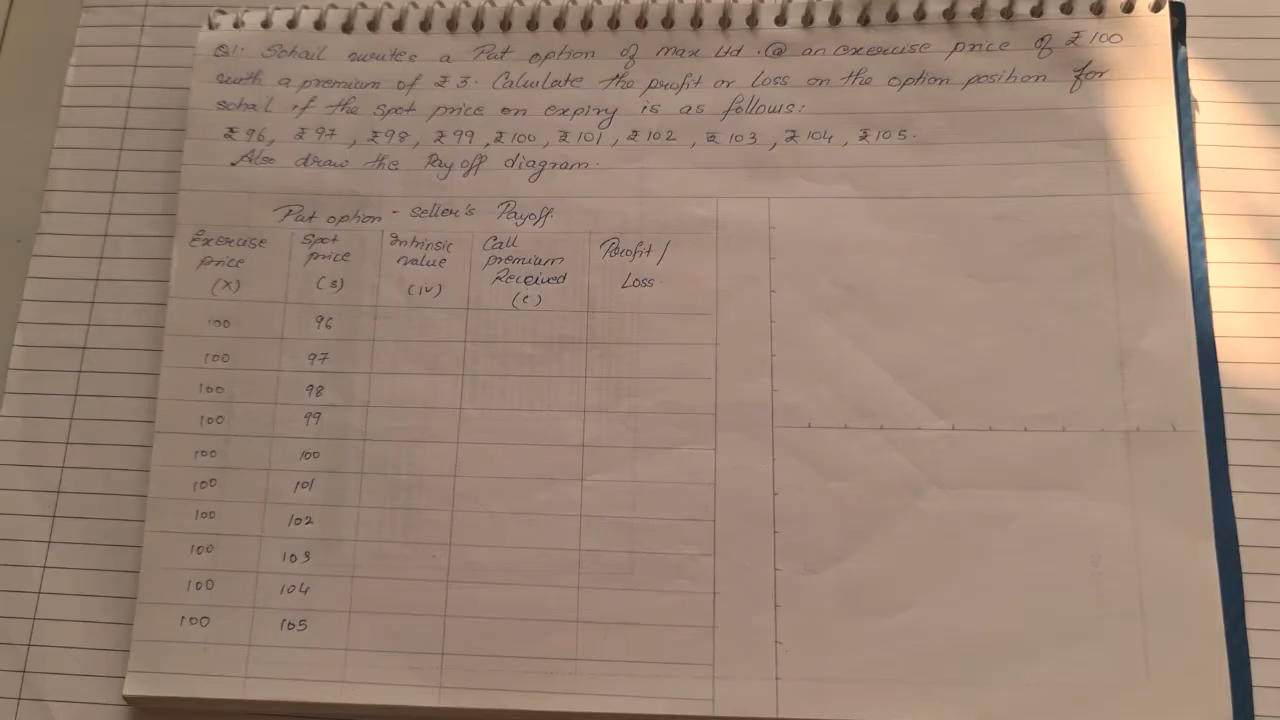 Q1. Sohail writes a Put option of Max Ltd. @ an exercise price of ₹100
with a premium of ₹3. Calculate the profit or loss on the option position for
sohail if the spot price on expiry is as follows:
₹96, ₹97, ₹98, ₹99, ₹100, ₹101, ₹102, ₹103, ₹104, ₹105.
Also draw the Pay off diagram.
Put option - seller's Payoff.
Exercise price (X) Spot price (S) Intrinsic value (iv) Call premium Received (c) Profit / Loss.
100 96
100 97
100 98
100 99
100 100
100 101
100 102
100 103
100 104
100 105